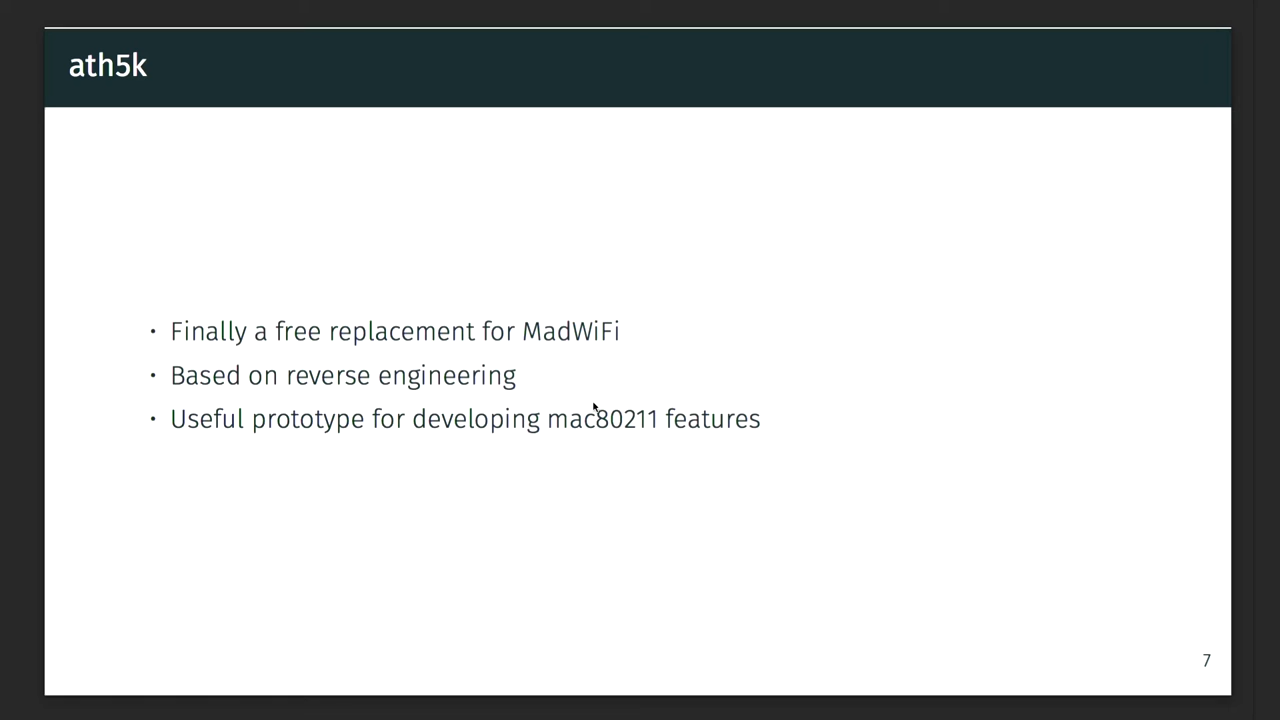 ath5k
• Finally a free replacement for MadWiFi
• Based on reverse engineering
• Useful prototype for developing mac80211 features
7